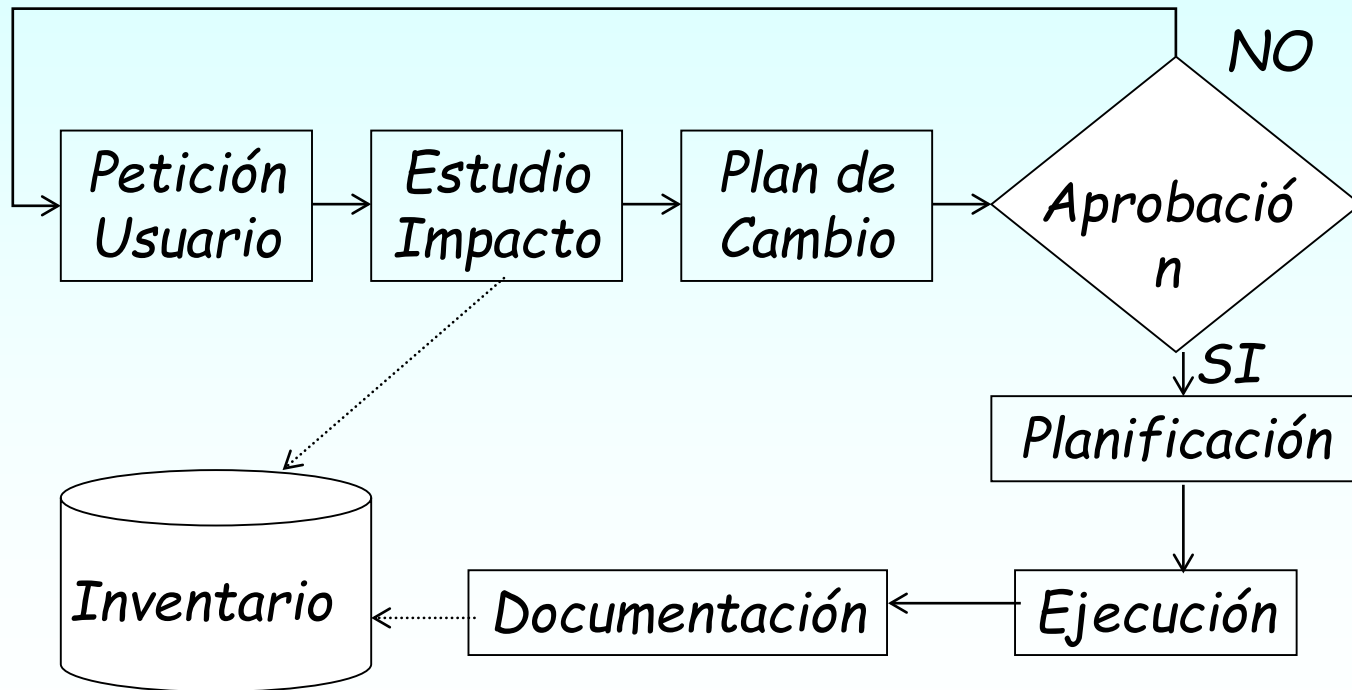 NO
Petición
Usuario
Estudio
Impacto
Plan de
Cambio
Aprobació
n
SI
Planificación
Inventario
Documentación
Ejecución